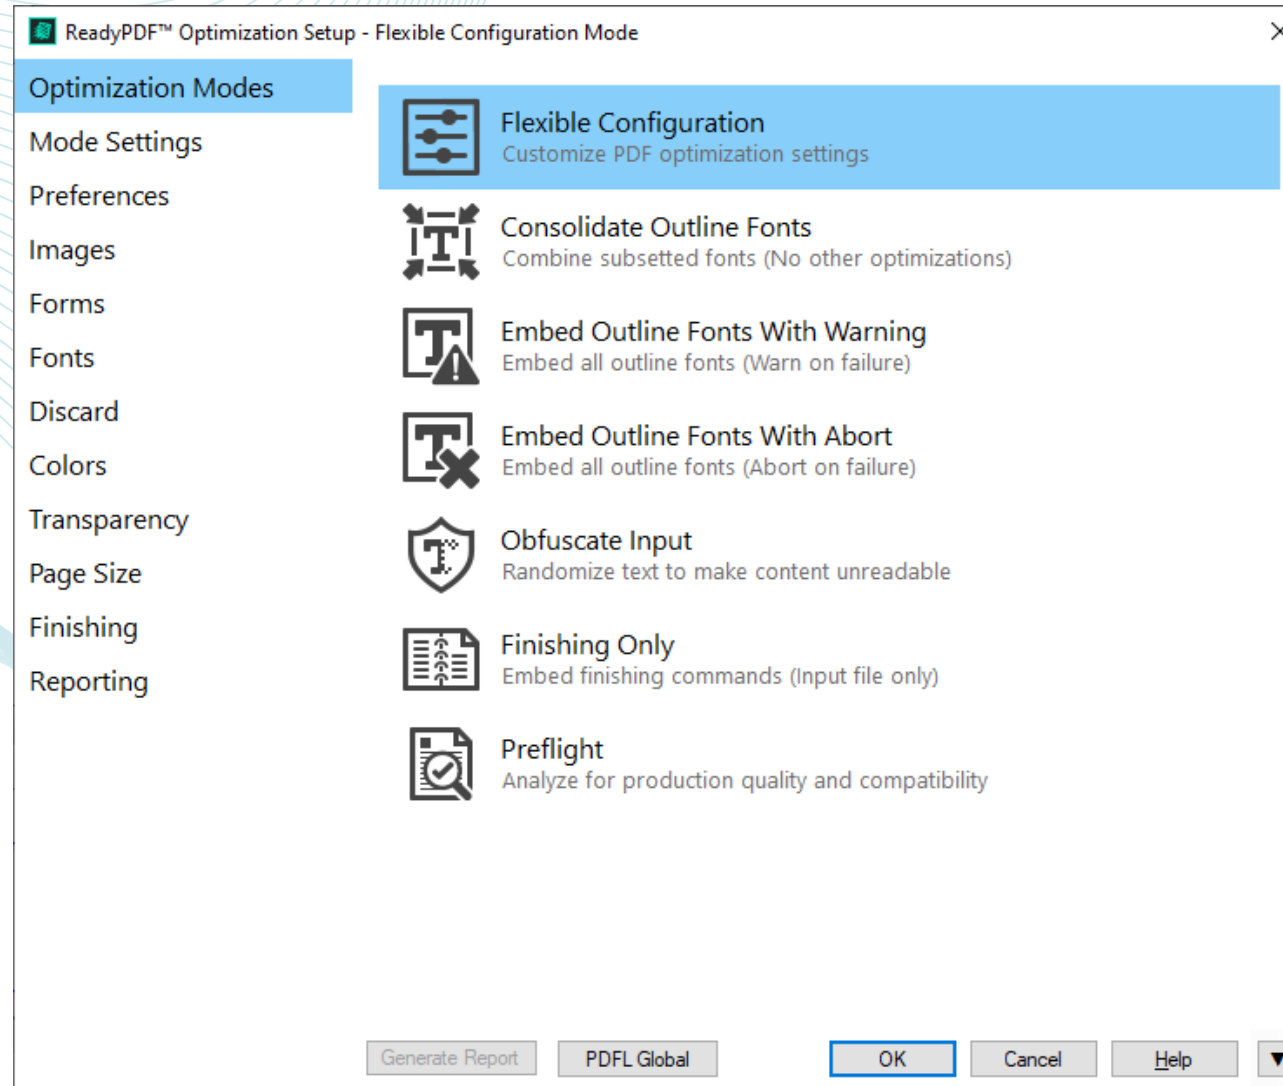 ReadyPDF™ Optimization Setup - Flexible Configuration Mode
Optimization Modes
Mode Settings
Preferences
Images
Forms
Fonts
Discard
Colors
Transparency
Page Size
Finishing
Reporting
Flexible Configuration
Customize PDF optimization settings
Consolidate Outline Fonts
Combine subsetted fonts (No other optimizations)
Embed Outline Fonts With Warning
Embed all outline fonts (Warn on failure)
Embed Outline Fonts With Abort
Embed all outline fonts (Abort on failure)
Obfuscate Input
Randomize text to make content unreadable
Finishing Only
Embed finishing commands (Input file only)
Preflight
Analyze for production quality and compatibility
Generate Report
PDFL Global
OK
Cancel
Help